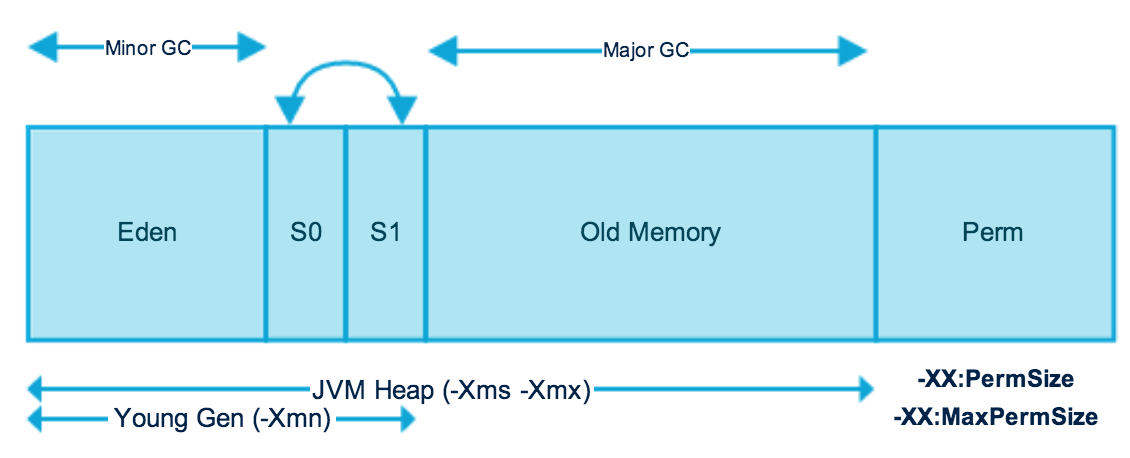 Minor GC
Major GC
Eden
S0
S1
Old Memory
Perm
JVM Heap (-Xms -Xmx)
-XX:PermSize
Young Gen (-Xmn)
-XX:MaxPermSize